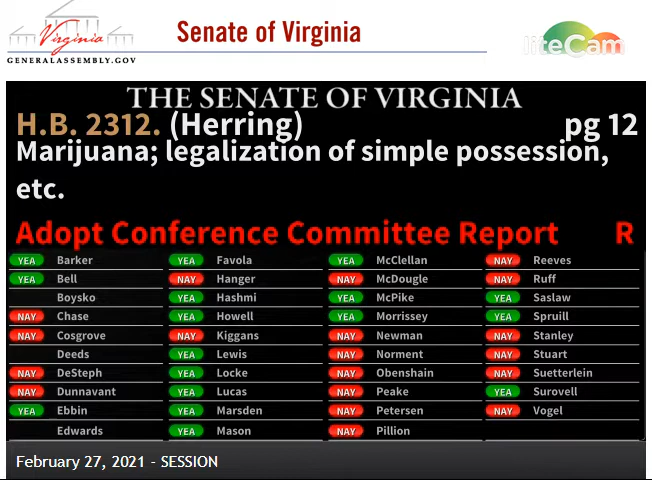 Virginia
GENERALASSEMBLY.GOV
Senate of Virginia
liteCam
THE SENATE OF VIRGINIA
H.B. 2312. (Herring) pg 12
Marijuana; legalization of simple possession,
etc.
Adopt Conference Committee Report R
YEA Barker YEA Favola YEA McClellan NAY Reeves
YEA Bell NAY Hanger NAY McDougle NAY Ruff
Boysko YEA Hashmi YEA McPike YEA Saslaw
NAY Chase YEA Howell YEA Morrissey YEA Spruill
NAY Cosgrove NAY Kiggans NAY Newman NAY Stanley
Deeds YEA Lewis NAY Norment NAY Stuart
NAY DeSteph YEA Locke NAY Obenshain NAY Suetterlein
NAY Dunnavant YEA Lucas NAY Peake YEA Surovell
YEA Ebbin YEA Marsden NAY Petersen NAY Vogel
Edwards YEA Mason NAY Pillion
February 27, 2021 - SESSION